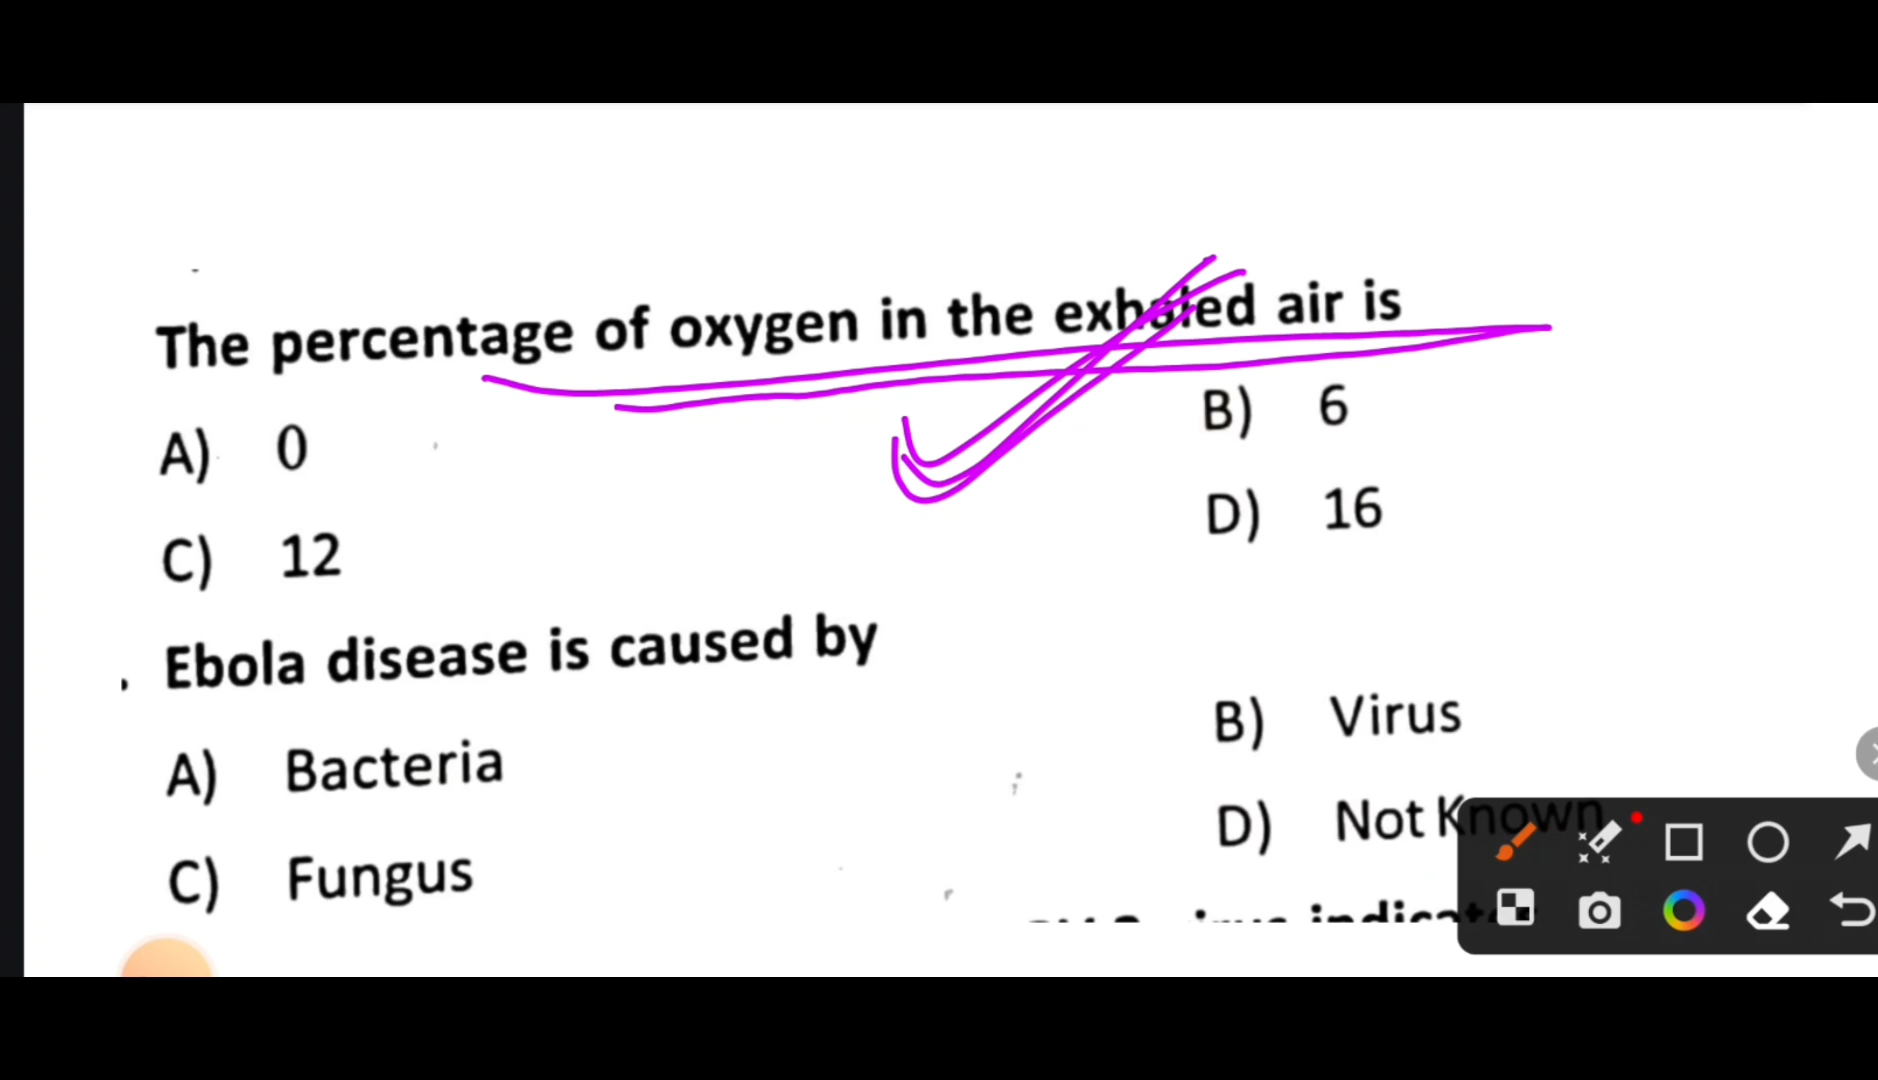 The percentage of oxygen in the exhaled air is
A) 0
B) 6
C) 12
D) 16
Ebola disease is caused by
A) Bacteria
B) Virus
C) Fungus
D) Not Known